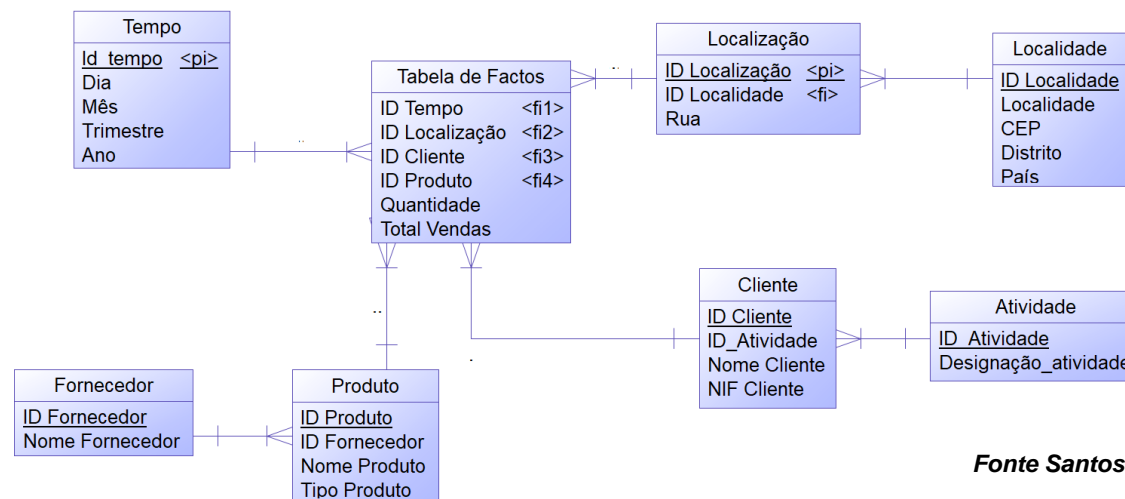 Tempo
Id_tempo <pi>
Dia
Mês
Trimestre
Ano
Tabela de Factos
ID Tempo <fi1>
ID Localização <fi2>
ID Cliente <fi3>
ID Produto <fi4>
Quantidade
Total Vendas
Localização
ID Localização <pi>
ID Localidade <fi>
Rua
Localidade
ID Localidade
Localidade
CEP
Distrito
País
Cliente
ID Cliente
ID_Atividade
Nome Cliente
NIF Cliente
Atividade
ID_Atividade
Designação_atividade
Fornecedor
ID Fornecedor
Nome Fornecedor
Produto
ID Produto
ID Fornecedor
Nome Produto
Tipo Produto
Fonte Santos